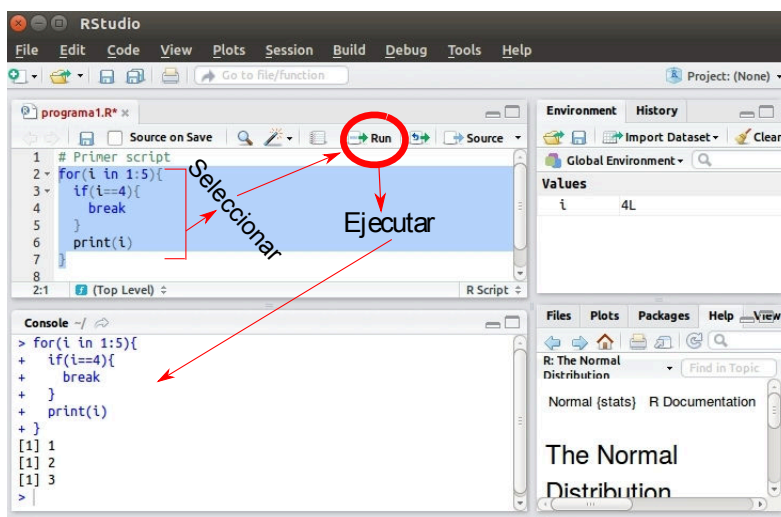 RStudio
File Edit Code View Plots Session Build Debug Tools Help
Go to file/function Project: (None)
programa1.R* ×
Source on Save Run Source
1 # Primer script
2 for(i in 1:5){
3 if(i==4){
4 break
5 }
6 print(i)
7 }
8
Seleccionar
Ejecutar
2:1 (Top Level) R Script
Console ~/
> for(i in 1:5){
+ if(i==4){
+ break
+ }
+ print(i)
+ }
[1] 1
[1] 2
[1] 3
>
Environment History
Import Dataset Clear
Global Environment
Values
i 4L
Files Plots Packages Help View
R: The Normal
Distribution
Find in Topic
Normal {stats} R Documentation
The Normal
Distribution